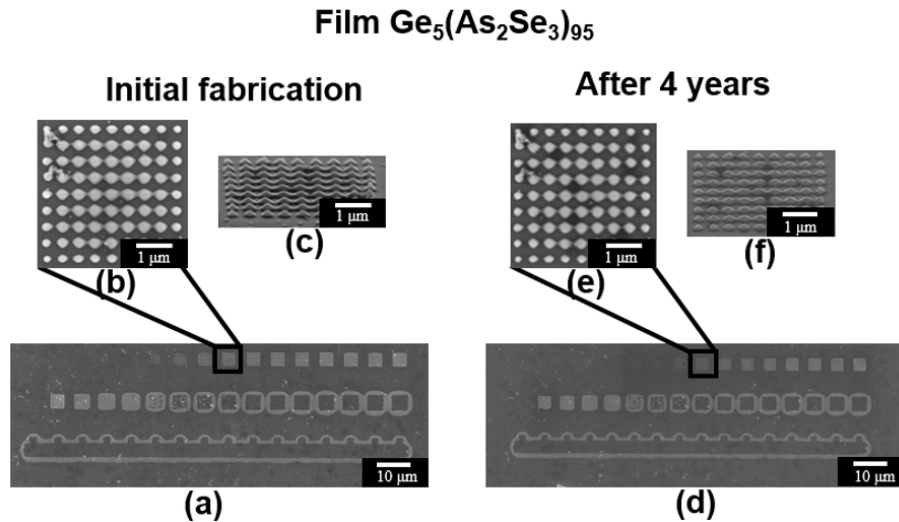 Film Ge₅(As₂Se₃)₉₅
Initial fabrication
After 4 years
1 μm
(b)
1 μm
(c)
1 μm
(e)
1 μm
(f)
10 μm
(a)
10 μm
(d)